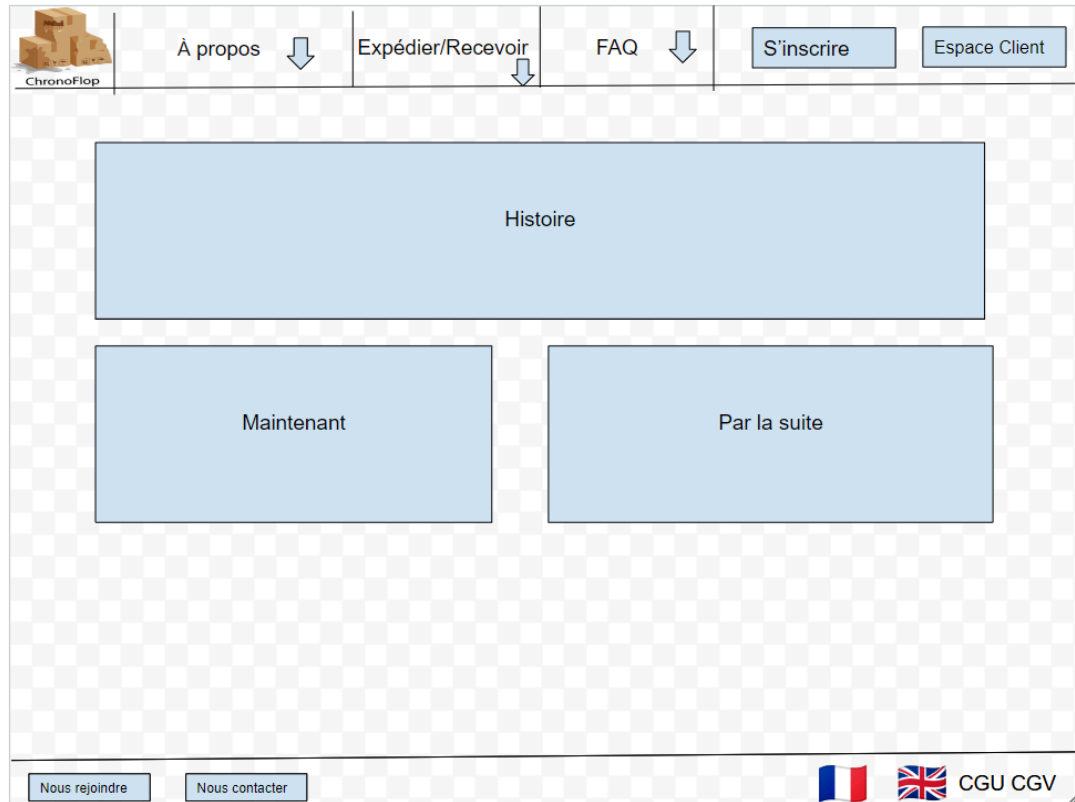 ChronoFlop
À propos
Expédier/Recevoir
FAQ
S'inscrire
Espace Client
Histoire
Maintenant
Par la suite
Nous rejoindre
Nous contacter
CGU CGV